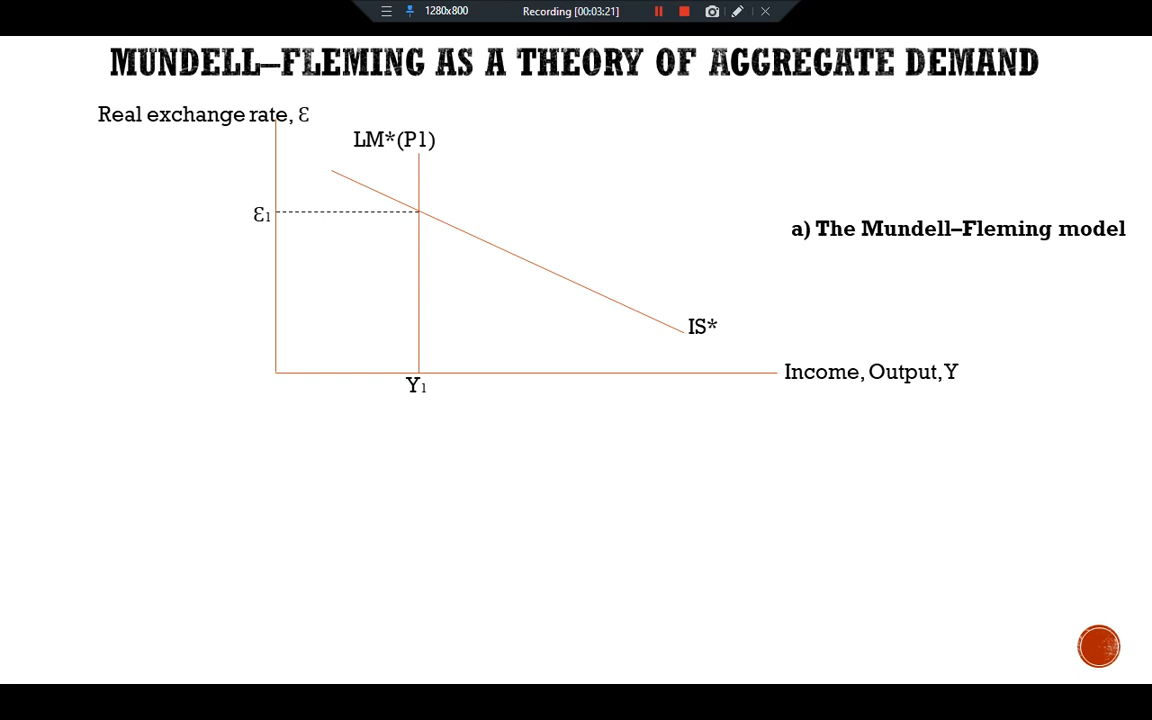 1280x800
Recording [00:03:21]
MUNDELL–FLEMING AS A THEORY OF AGGREGATE DEMAND
Real exchange rate, Ɛ
LM*(P1)
Ɛ1
a) The Mundell–Fleming model
IS*
Income, Output, Y
Y1